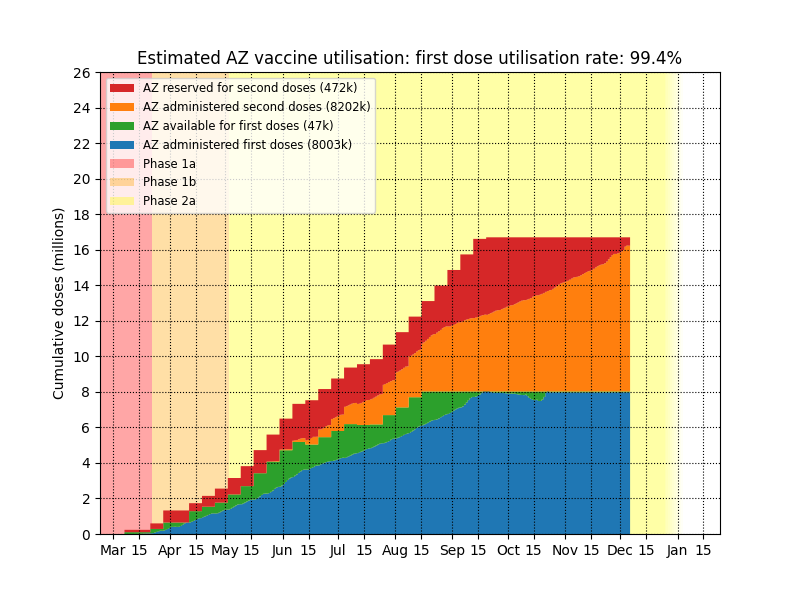 Estimated AZ vaccine utilisation: first dose utilisation rate: 99.4%
Cumulative doses (millions)
26
24
22
20
18
16
14
12
10
8
6
4
2
0
AZ reserved for second doses (472k)
AZ administered second doses (8202k)
AZ available for first doses (47k)
AZ administered first doses (8003k)
Phase 1a
Phase 1b
Phase 2a
Mar 15 Apr 15 May 15 Jun 15 Jul 15 Aug 15 Sep 15 Oct 15 Nov 15 Dec 15 Jan 15